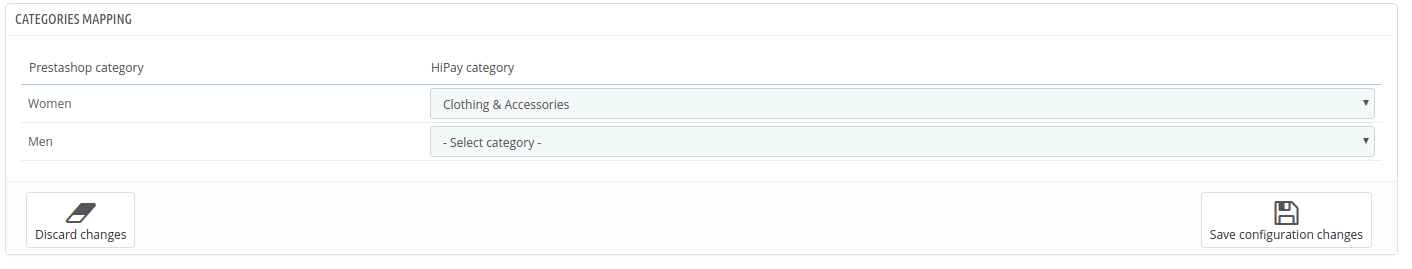 CATEGORIES MAPPING
Prestashop category HiPay category
Women Clothing & Accessories
Men - Select category -
Discard changes Save configuration changes